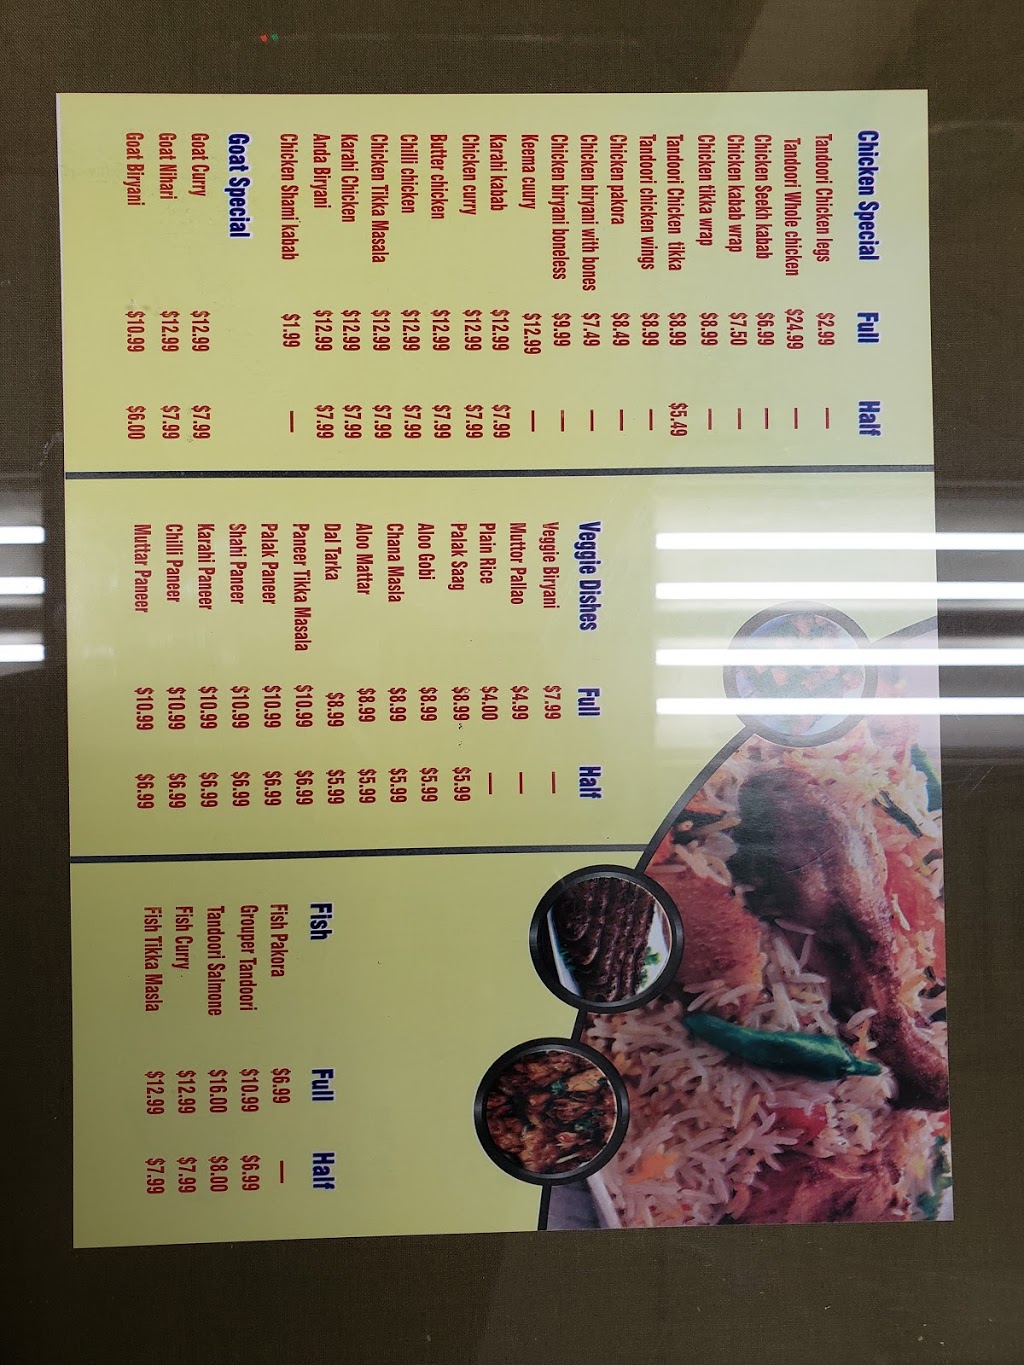 Chicken Special Full Half
Tandoori Chicken legs $2.99 —
Tandoori Whole chicken $24.99 —
Chicken Seekh kabab $6.99 —
Chicken kabab wrap $7.50 —
Chicken tikka wrap $8.99 —
Tandoori Chicken tikka $8.99 $5.49
Tandoori chicken wings $8.99 —
Chicken pakora $8.49 —
Chicken biryani with bones $7.49 —
Chicken biryani boneless $9.99 —
Keema cuury $12.99 —
Karahi kabab $12.99 $7.99
Chicken curry $12.99 $7.99
Butter chicken $12.99 $7.99
Chilli chicken $12.99 $7.99
Chicken Tikka Masala $12.99 $7.99
Karahi Chicken $12.99 $7.99
Anda Biryani $12.99 $7.99
Chicken Shami kabab $1.99 —
Goat Special
Goat Curry $12.99 $7.99
Goat Nihari $12.99 $7.99
Goat Biryani $10.99 $6.00
Veggie Dishes Full Half
Veggie Biryani $7.99 —
Muttor Pallao $4.99 —
Plain Rice $4.00 —
Palak Saag $8.99 $5.99
Aloo Gobi $8.99 $5.99
Chana Masla $8.99 $5.99
Aloo Mattar $8.99 $5.99
Dal Tarka $8.99 $5.99
Paneer Tikka Masala $10.99 $6.99
Palak Paneer $10.99 $6.99
Shahi Paneer $10.99 $6.99
Karahi Paneer $10.99 $6.99
Chilli Paneer $10.99 $6.99
Muttar Paneer $10.99 $6.99
Fish Full Half
Fish Pakora $6.99 —
Grouper Tandoori $10.99 $6.99
Tandoori Salmone $16.00 $8.00
Fish Curry $12.99 $7.99
Fish Tikka Masla $12.99 $7.99